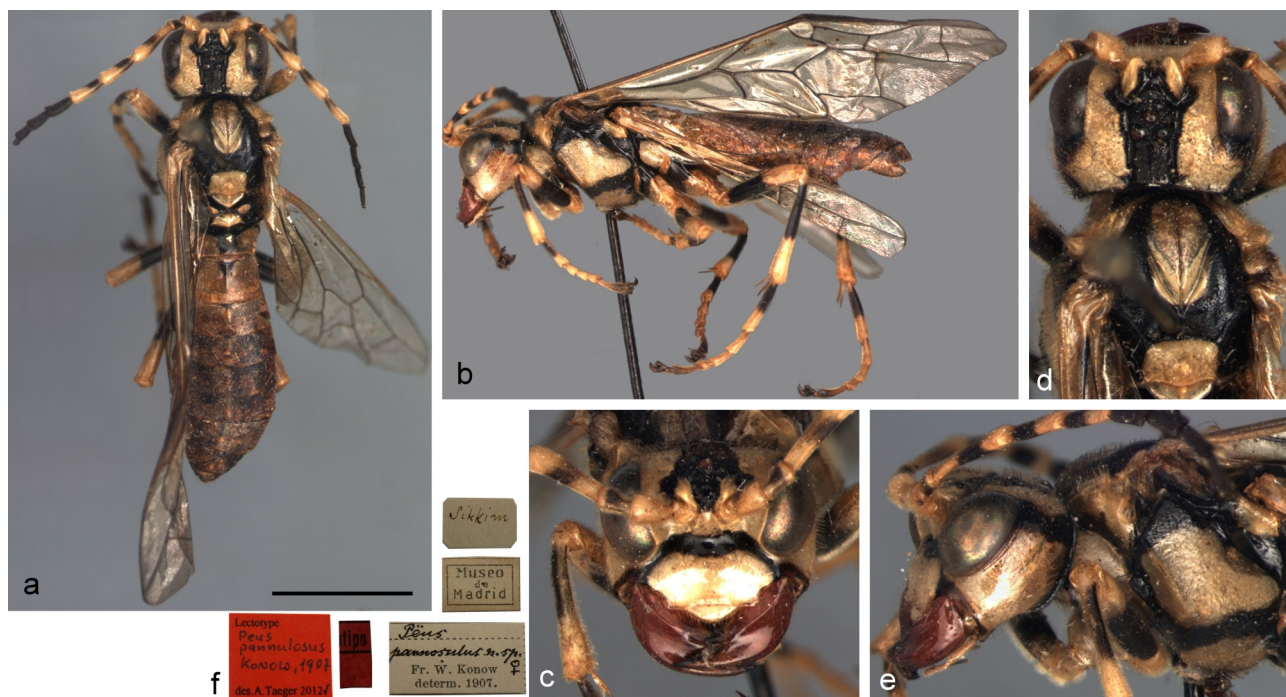 a
b
d
Sikkim
Museo
de
Madrid
Lectotype
Peus
pannulosus
Konow, 1907
des. A. Taeger 2012
tipo
Pëus
pannosulus n. sp.
Fr. W. Konow ♀
determ. 1907.
f
c
e